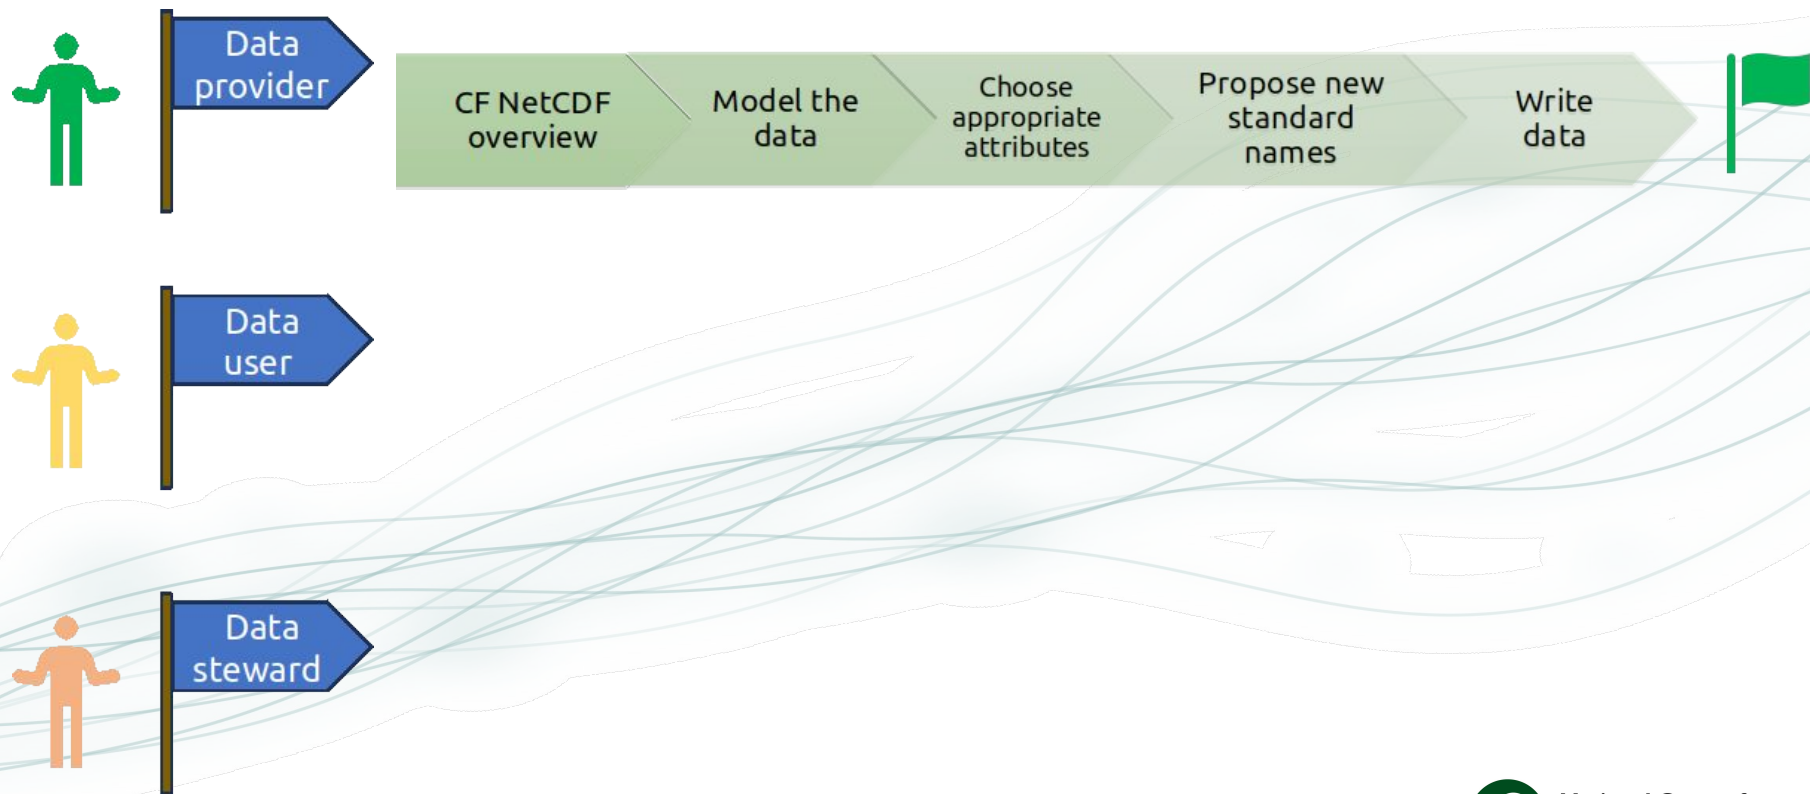 Data
provider
CF NetCDF
overview
Model the
data
Choose
appropriate
attributes
Propose new
standard
names
Write
data
Data
user
Data
steward